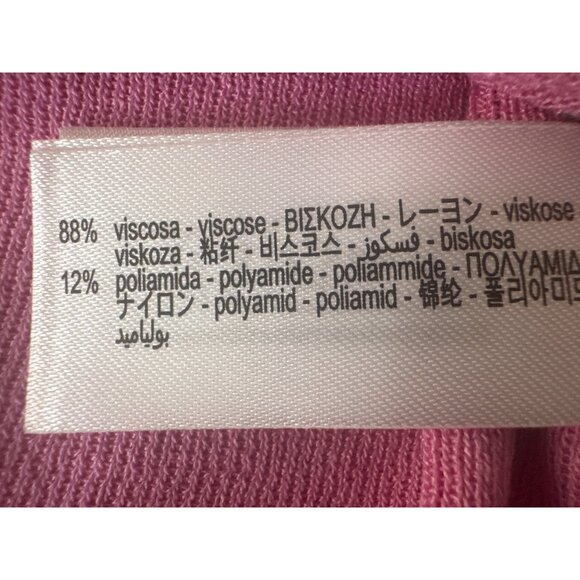 88% viscosa - viscose - ΒΙΣΚΟΖΗ - レーヨン - viskose
viskoza - 粘纤 - 비스코스 - فسكوز - biskosa
12% poliamida - polyamide - poliammide - ΠΟΛΥΑΜΙΔ
ナイロン - polyamid - poliamid - 锦纶 - 폴리아미드
بولياميد